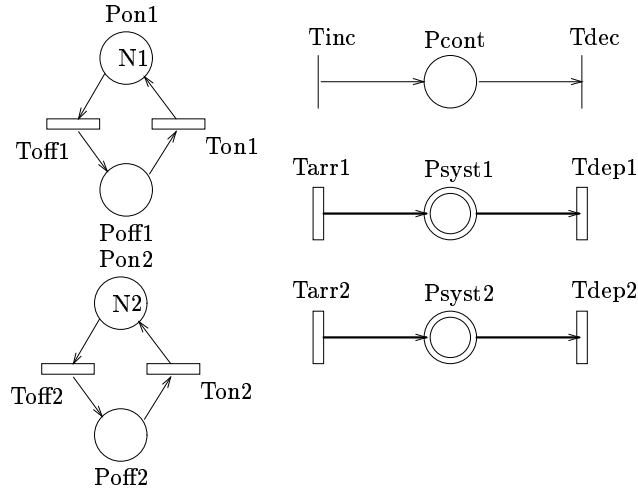 Pon1
N1
Toff1
Ton1
Poff1
Pon2
N2
Toff2
Ton2
Poff2
Tinc
Pcont
Tdec
Tarr1
Psyst1
Tdep1
Tarr2
Psyst2
Tdep2